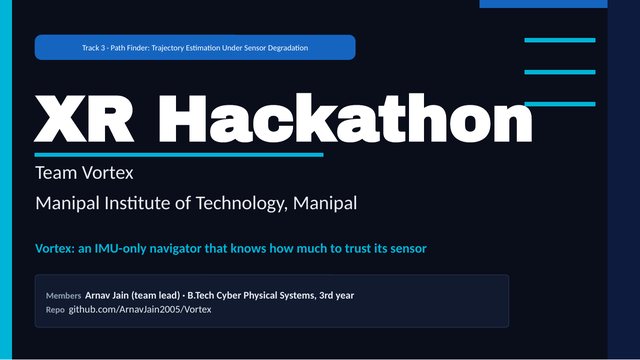 Track 3 - Path Finder: Trajectory Estimation Under Sensor Degradation
XR Hackathon
Team Vortex
Manipal Institute of Technology, Manipal
Vortex: an IMU-only navigator that knows how much to trust its sensor
Members Arnav Jain (team lead) · B.Tech Cyber Physical Systems, 3rd year
Repo github.com/ArnavJain2005/Vortex